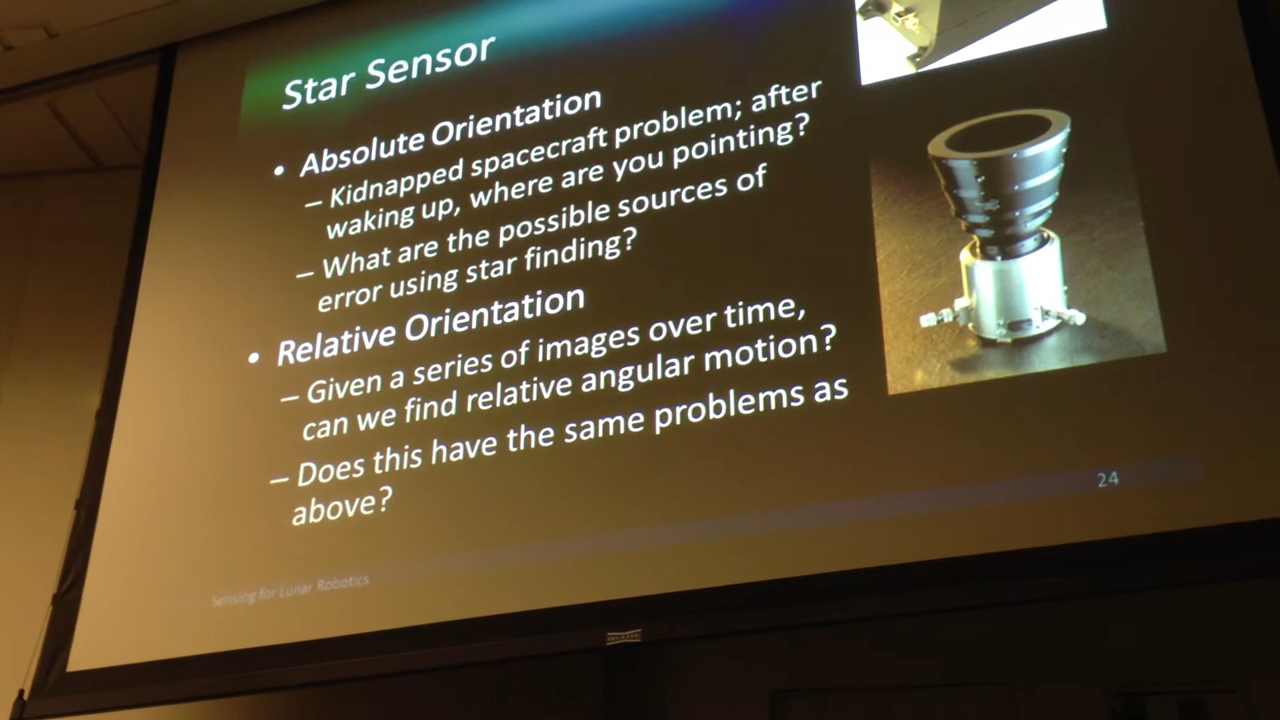 Star Sensor
• Absolute Orientation
– Kidnapped spacecraft problem; after
waking up, where are you pointing?
– What are the possible sources of
error using star finding?
• Relative Orientation
– Given a series of images over time,
can we find relative angular motion?
– Does this have the same problems as
above?
24
Sensing for Lunar Robotics